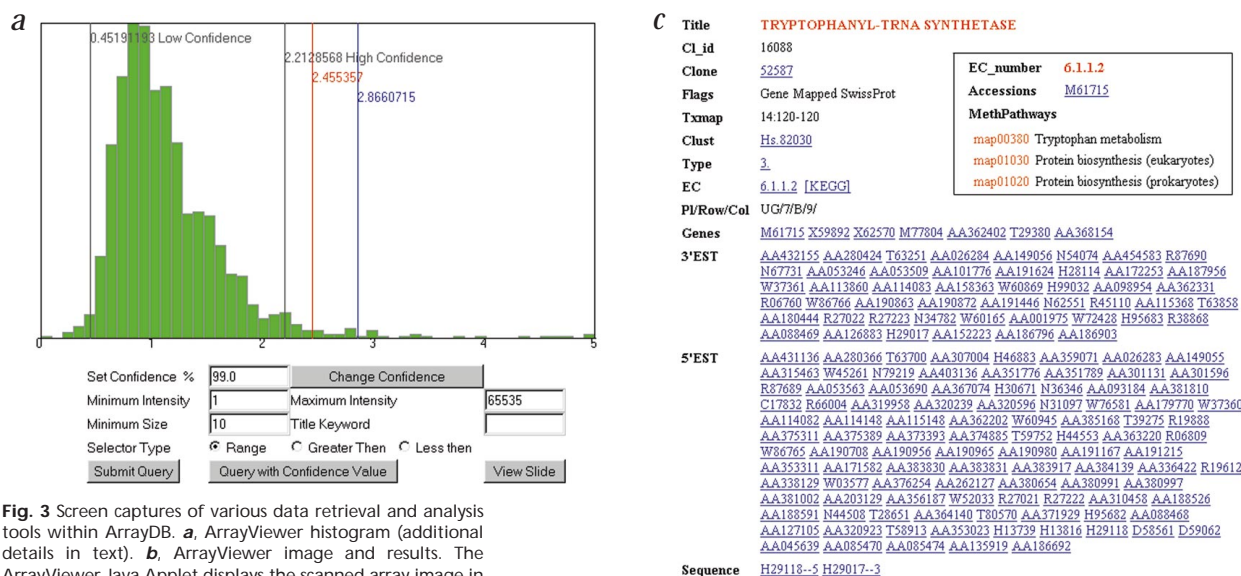 a
0.45191193 Low Confidence
2.2128568 High Confidence
2.455357
2.8660715
0 1 2 3 4 5
Set Confidence % 99.0 Change Confidence
Minimum Intensity 1 Maximum Intensity 65535
Minimum Size 10 Title Keyword
Selector Type Range Greater Then Less then
Submit Query Query with Confidence Value View Slide
Fig. 3 Screen captures of various data retrieval and analysis
tools within ArrayDB. a, ArrayViewer histogram (additional
details in text). b, ArrayViewer image and results. The
ArrayViewer Java Applet displays the scanned array image in
c
Title TRYPTOPHANYL-TRNA SYNTHETASE
Cl_id 16088
Clone 52587
Flags Gene Mapped SwissProt
Txmap 14:120-120
Clust Hs.82030
Type 3.
EC 6.1.1.2 [KEGG]
Pl/Row/Col UG/7/B/9/
EC_number 6.1.1.2
Accessions M61715
MethPathways
map00380 Tryptophan metabolism
map01030 Protein biosynthesis (eukaryotes)
map01020 Protein biosynthesis (prokaryotes)
Genes M61715 X59892 X62570 M77804 AA362402 T29380 AA368154
3'EST AA432155 AA280424 T63251 AA026284 AA149056 N54074 AA454583 R87690
N67731 AA053246 AA053509 AA101776 AA191624 H28114 AA172253 AA187956
W37361 AA113860 AA114083 AA158363 W60869 H99032 AA098954 AA362331
R06760 W86766 AA190863 AA190872 AA191446 N62551 R45110 AA115368 T63858
AA180444 R27022 R27223 N34782 W60165 AA001975 W72428 H95683 R38868
AA088469 AA126883 H29017 AA152223 AA186796 AA186903
5'EST AA431136 AA280366 T63700 AA307004 H46883 AA359071 AA026283 AA149055
AA315463 W45261 N79219 AA403136 AA351776 AA351789 AA301131 AA301596
R87689 AA053563 AA053690 AA367074 H30671 N36346 AA093184 AA381810
C17832 R66004 AA319958 AA320239 AA320596 N31097 W76581 AA179770 W37360
AA114082 AA114148 AA115148 AA362202 W60945 AA385168 T39275 R19888
AA375311 AA375389 AA373393 AA374885 T59752 H44553 AA363220 R06809
W86765 AA190708 AA190956 AA190965 AA190980 AA191167 AA191215
AA353311 AA171582 AA383830 AA383831 AA383917 AA384139 AA336422 R19612
AA338129 W03577 AA376254 AA262127 AA380654 AA380991 AA380997
AA381002 AA203129 AA356187 W52033 R27021 R27222 AA310458 AA188526
AA188591 N44508 T28651 AA364140 T80570 AA371929 H95682 AA088468
AA127105 AA320923 T58913 AA353023 H13739 H13816 H29118 D58561 D59062
AA045639 AA085470 AA085474 AA135919 AA186692
Sequence H29118--5 H29017--3